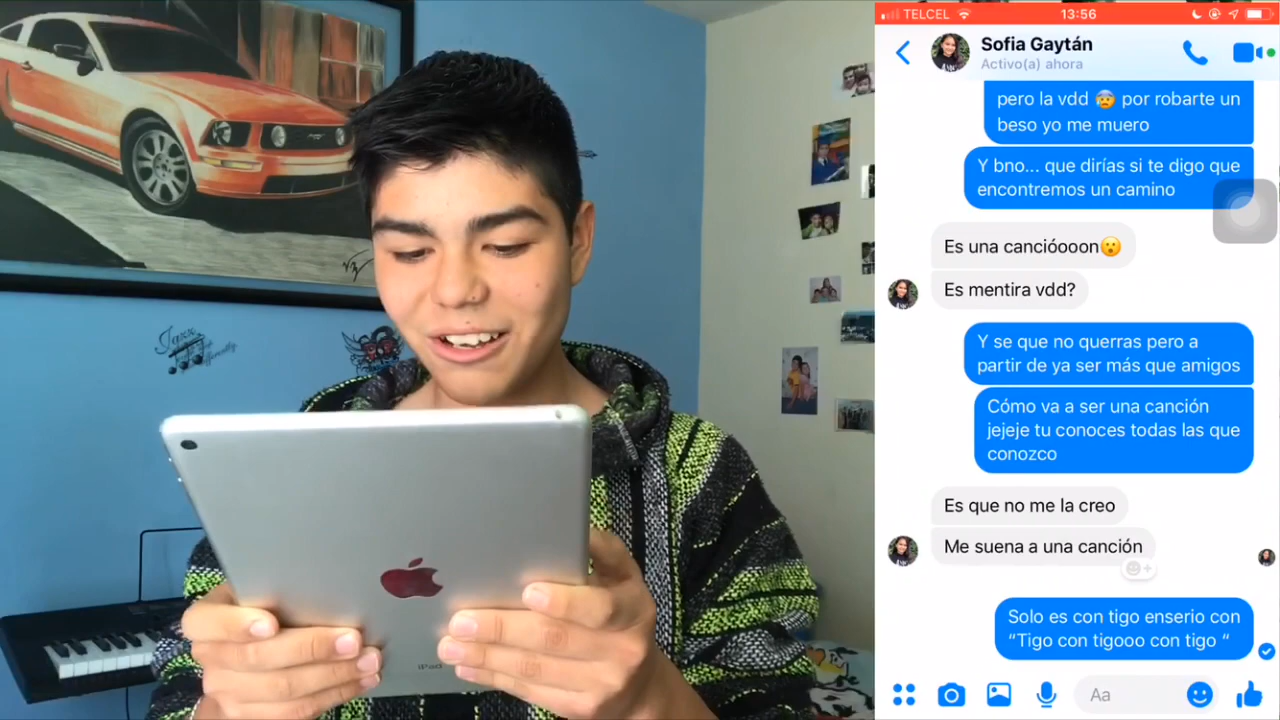 TELCEL
13:56
Sofia Gaytán
Activo(a) ahora
pero la vdd 😰 por robarte un
beso yo me muero
Y bno... que dirías si te digo que
encontremos un camino
Es una cancióooon😮
Es mentira vdd?
Y se que no querras pero a
partir de ya ser más que amigos
Cómo va a ser una canción
jejeje tu conoces todas las que
conozco
Es que no me la creo
Me suena a una canción
Solo es con tigo enserio con
“Tigo con tigooo con tigo “
Aa
iPad